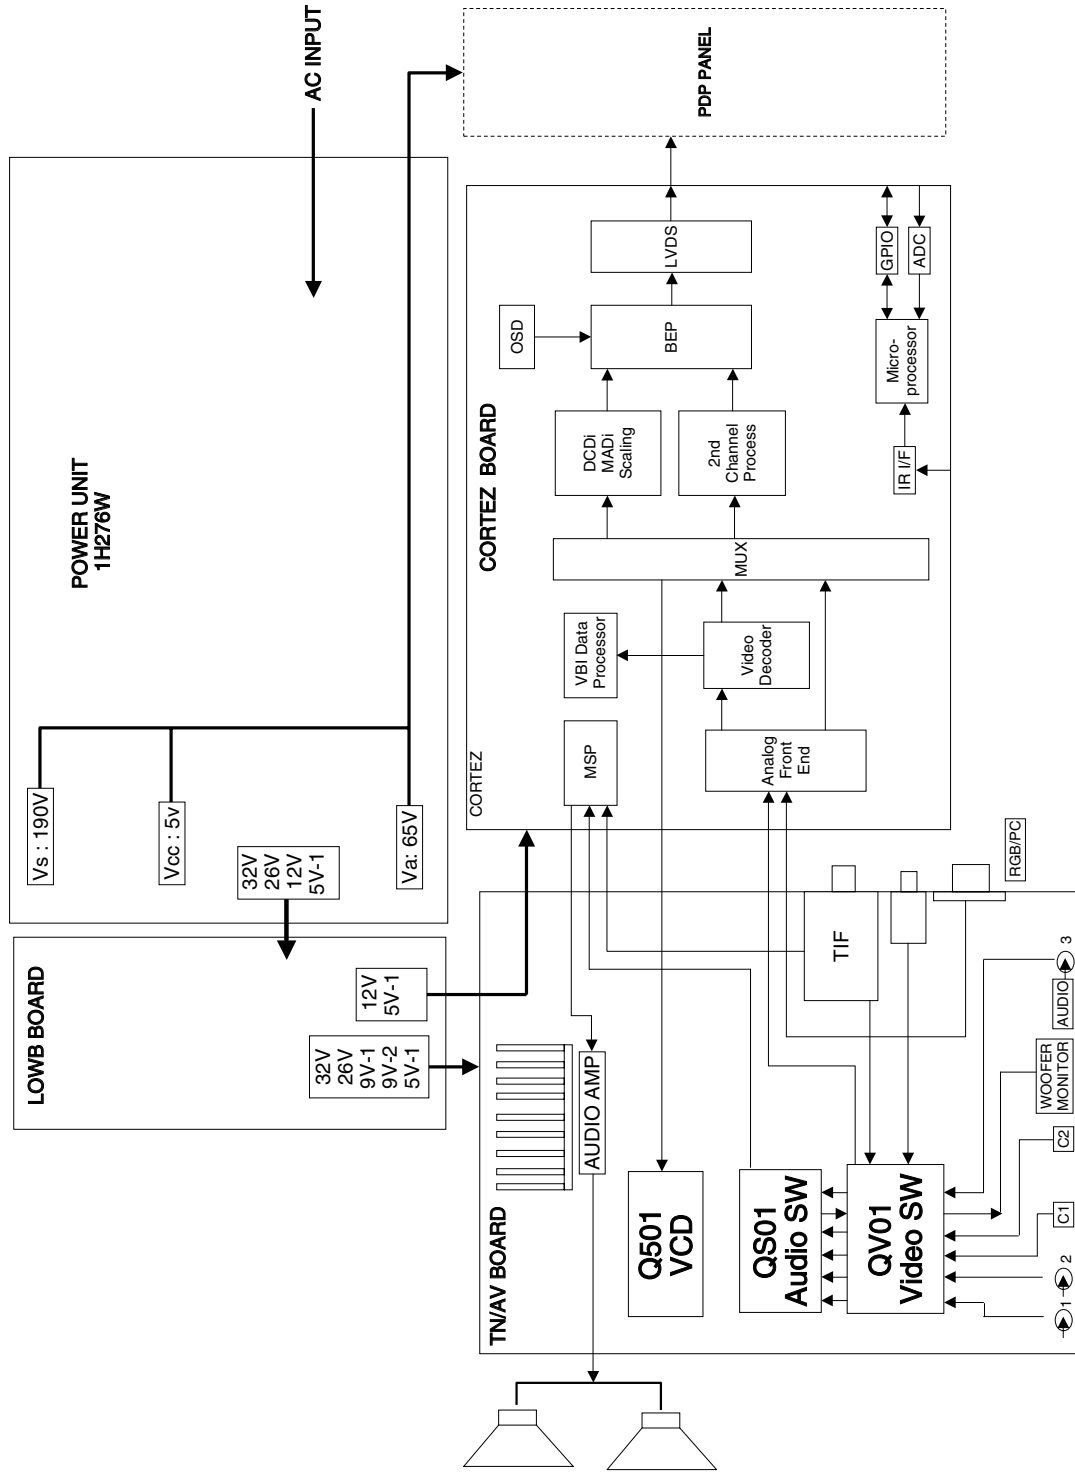 POWER UNIT
1H276W
AC INPUT
Vs : 190V
Vcc : 5v
32V
26V
12V
5V-1
Va: 65V
LOWB BOARD
12V
5V-1
32V
26V
9V-1
9V-2
5V-1
PDP PANEL
CORTEZ BOARD
CORTEZ
OSD
LVDS
BEP
DCDi
MADi
Scaling
2nd
Channel
Process
MUX
VBI Data
Processor
Video
Decoder
MSP
Analog
Front
End
GPIO
ADC
Micro-
processor
IR I/F
TN/AV BOARD
AUDIO AMP
Q501
VCD
QS01
Audio SW
QV01
Video SW
TIF
RGB/PC
1
2
C1
C2
WOOFER
MONITOR
AUDIO
3